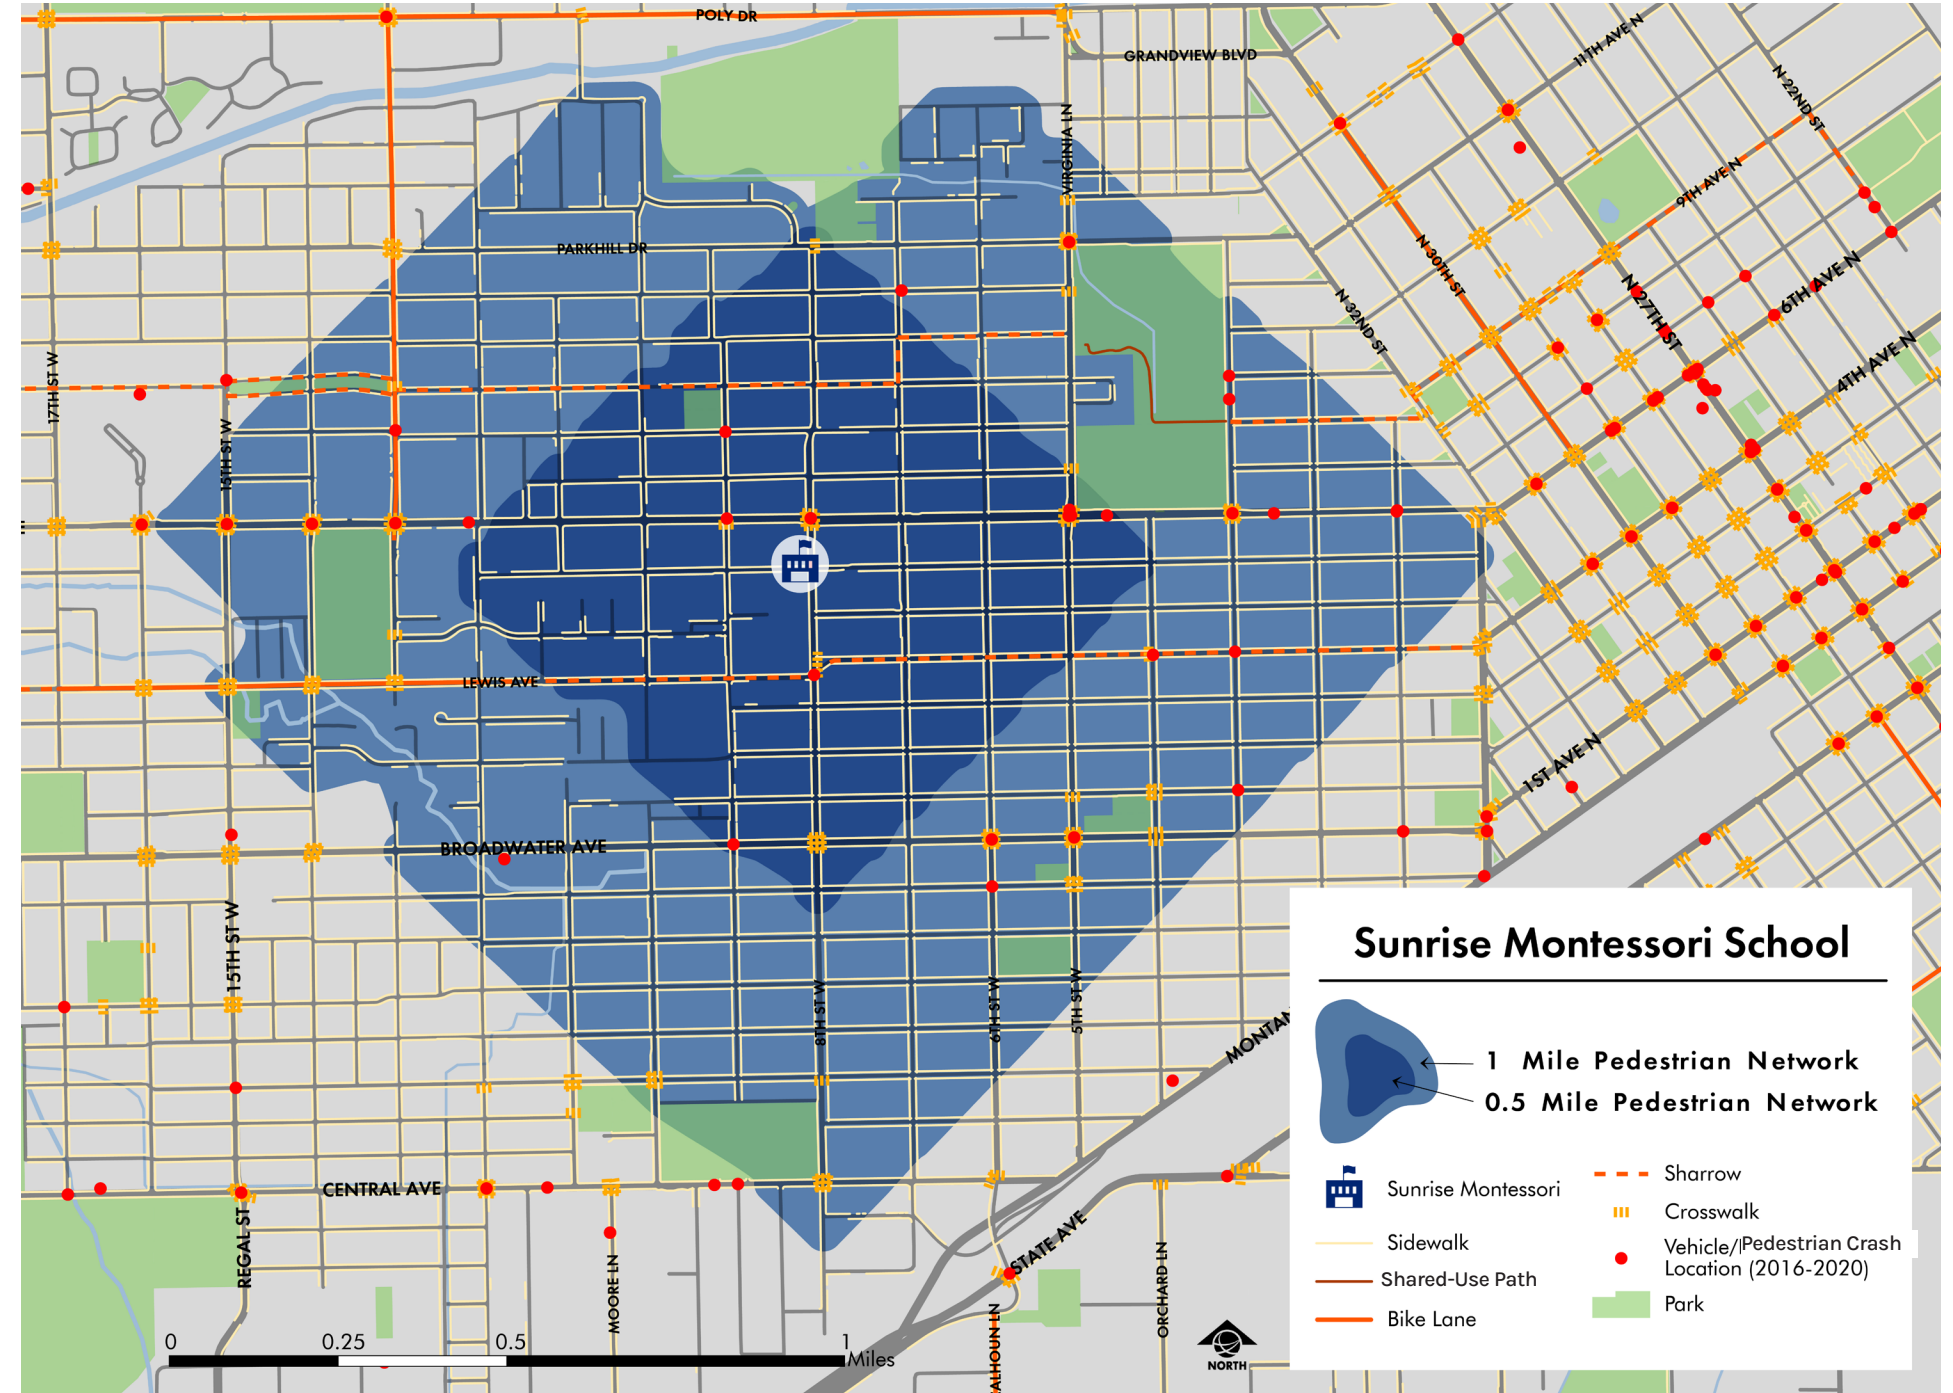 POLY DR
GRANDVIEW BLVD
11TH AVE N
N 22ND ST
VIRGINIA LN
9TH AVE N
PARKHILL DR
N 30TH ST
N 27TH ST
6TH AVE N
N 32ND ST
4TH AVE N
17TH ST W
15TH ST W
LEWIS AVE
1ST AVE N
BROADWATER AVE
15TH ST W
8TH ST W
6TH ST W
5TH ST W
MONTAN
CENTRAL AVE
REGAL ST
MOORE LN
STATE AVE
ORCHARD LN
ALHOUN LN
0 0.25 0.5 1
Miles
NORTH
Sunrise Montessori School
1 Mile Pedestrian Network
0.5 Mile Pedestrian Network
Sunrise Montessori
Sidewalk
Shared-Use Path
Bike Lane
Sharrow
Crosswalk
Vehicle/Pedestrian Crash
Location (2016-2020)
Park